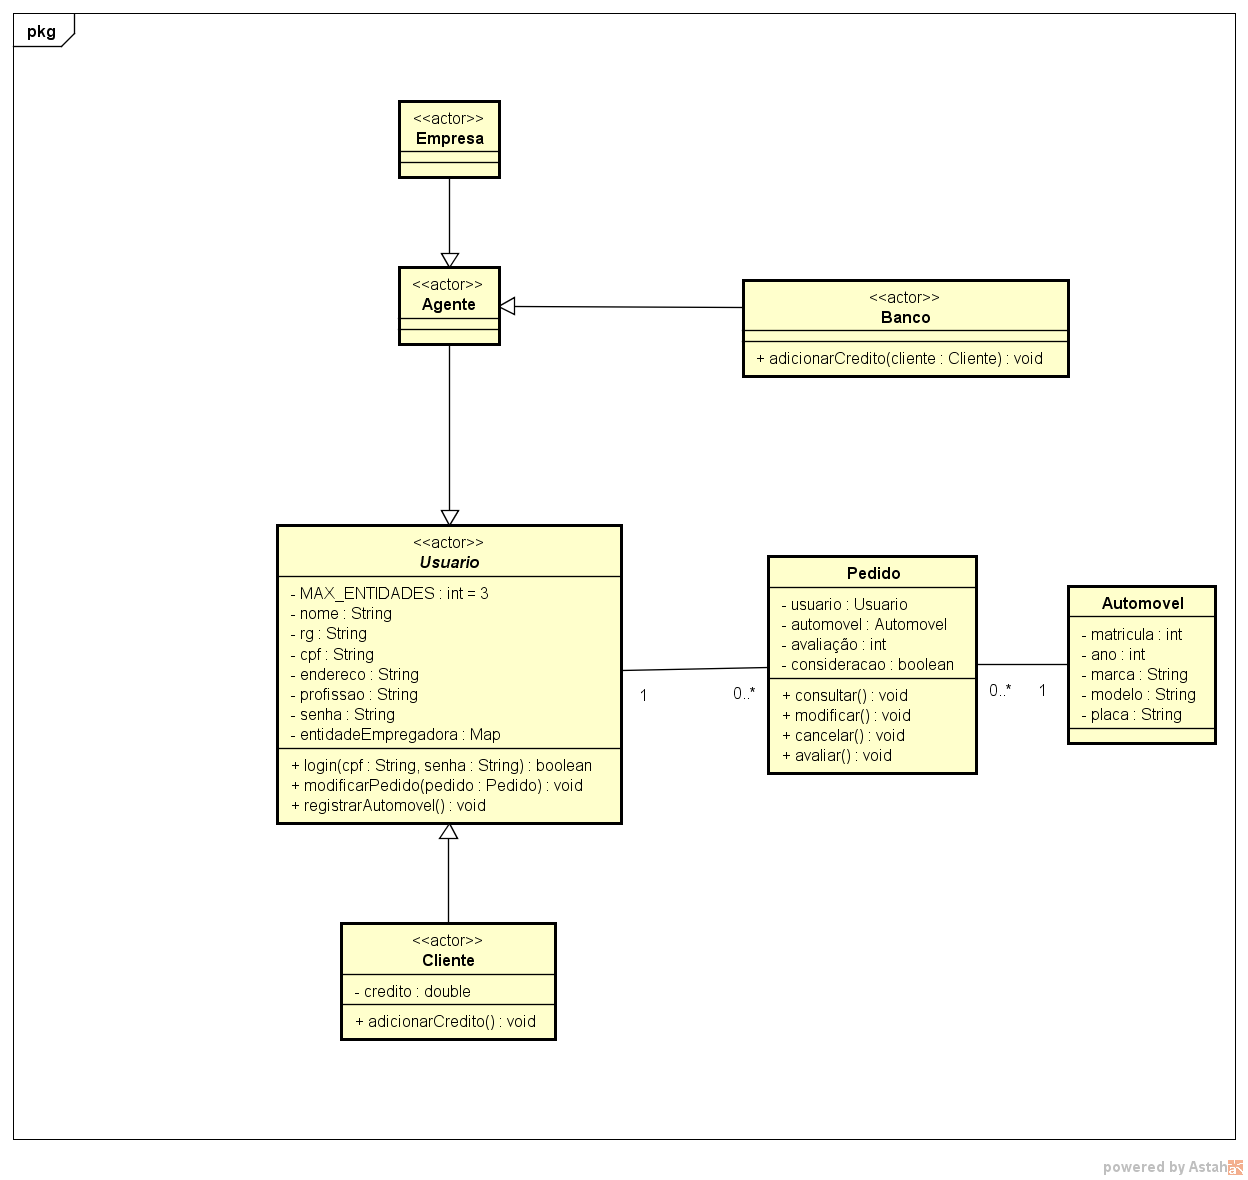 pkg
<<actor>>
Empresa
<<actor>>
Agente
<<actor>>
Banco
+ adicionarCredito(cliente : Cliente) : void
<<actor>>
Usuario
- MAX_ENTIDADES : int = 3
- nome : String
- rg : String
- cpf : String
- endereco : String
- profissao : String
- senha : String
- entidadeEmpregadora : Map
+ login(cpf : String, senha : String) : boolean
+ modificarPedido(pedido : Pedido) : void
+ registrarAutomovel() : void
1
0..*
Pedido
- usuario : Usuario
- automovel : Automovel
- avaliação : int
- consideracao : boolean
+ consultar() : void
+ modificar() : void
+ cancelar() : void
+ avaliar() : void
0..*
1
Automovel
- matricula : int
- ano : int
- marca : String
- modelo : String
- placa : String
<<actor>>
Cliente
- credito : double
+ adicionarCredito() : void
powered by Astah